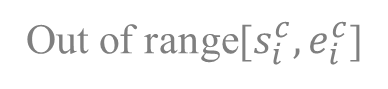 Out of range[$s_i^c, e_i^c$]